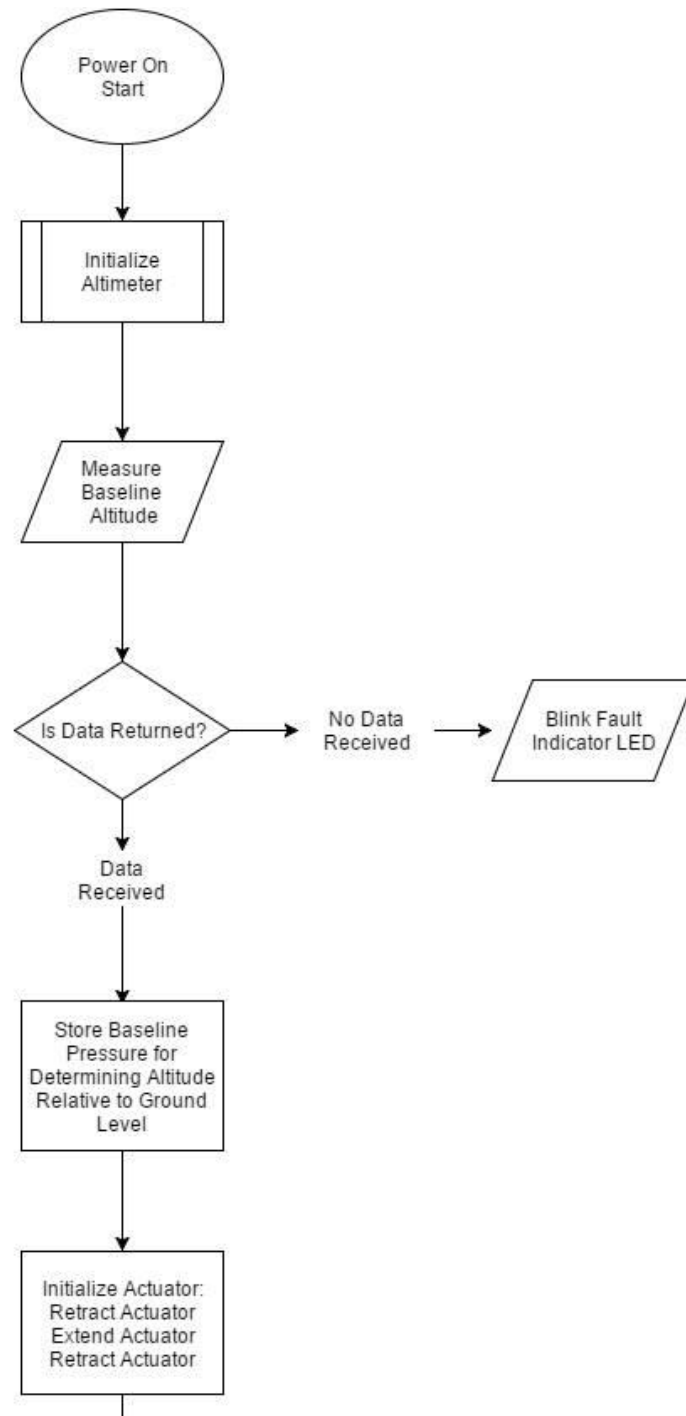 Power On
Start
Initialize
Altimeter
Measure
Baseline
Altitude
Is Data Returned?
No Data
Received
Blink Fault
Indicator LED
Data
Received
Store Baseline
Pressure for
Determining Altitude
Relative to Ground
Level
Initialize Actuator:
Retract Actuator
Extend Actuator
Retract Actuator